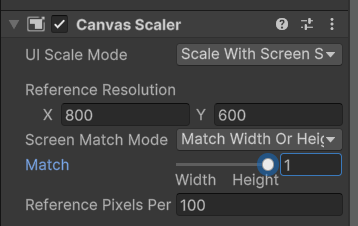 Canvas Scaler
UI Scale Mode Scale With Screen S
Reference Resolution
X 800 Y 600
Screen Match Mode Match Width Or Hei
Match 1
Width Height
Reference Pixels Per 100